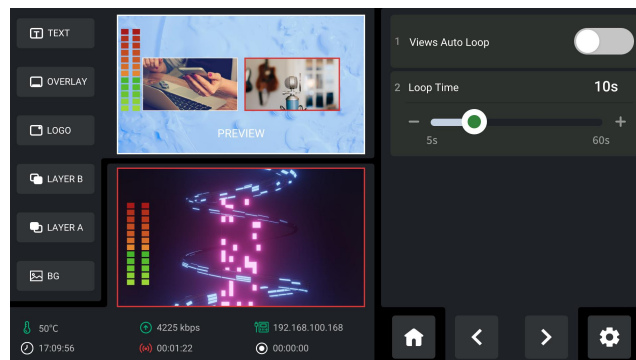 TEXT
OVERLAY
LOGO
LAYER B
LAYER A
BG
PREVIEW
50°C
4225 kbps
192.168.100.168
17:09:56
00:01:22
00:00:00
1 Views Auto Loop
2 Loop Time 10s
− +
5s 60s